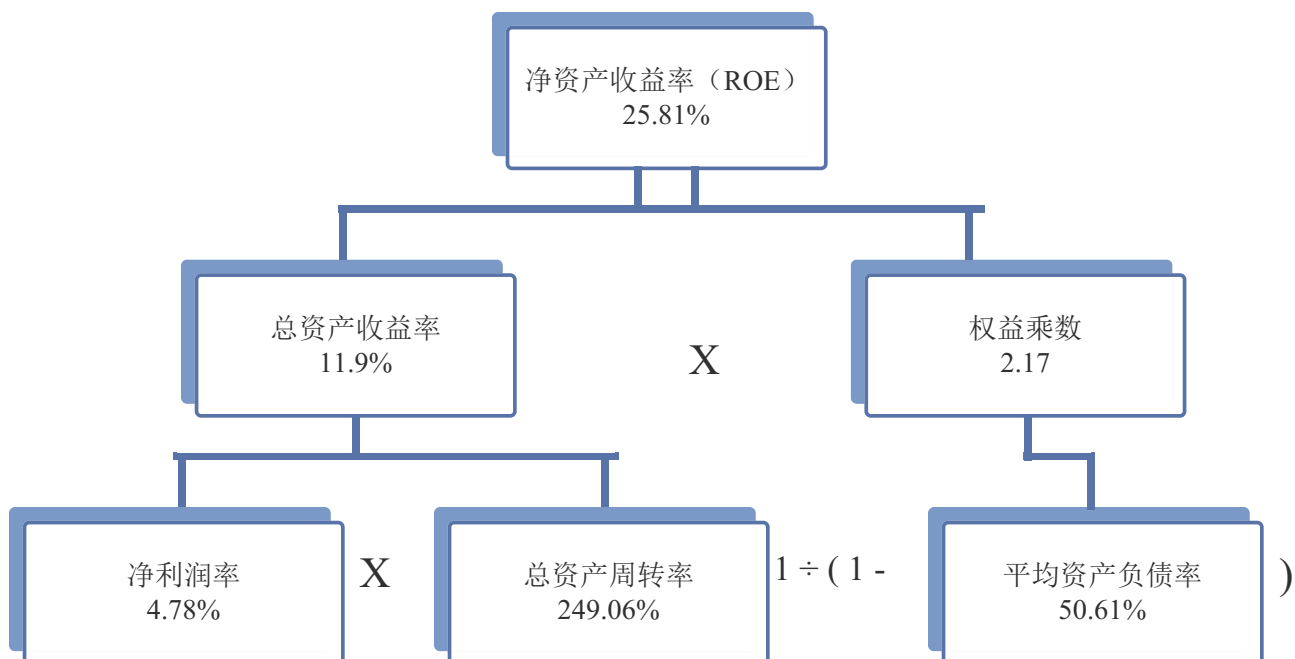 净资产收益率（ROE）
25.81%
总资产收益率
11.9%
X
权益乘数
2.17
净利润率
4.78%
X
总资产周转率
249.06%
1 ÷ ( 1 -
平均资产负债率
50.61%
)